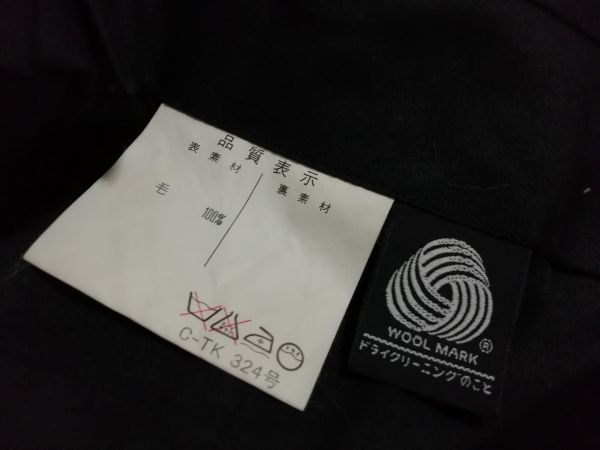 品質表示
表素材
裏素材
毛 100%
C-TK 324号
WOOL MARK ®
ドライクリーニングのこと